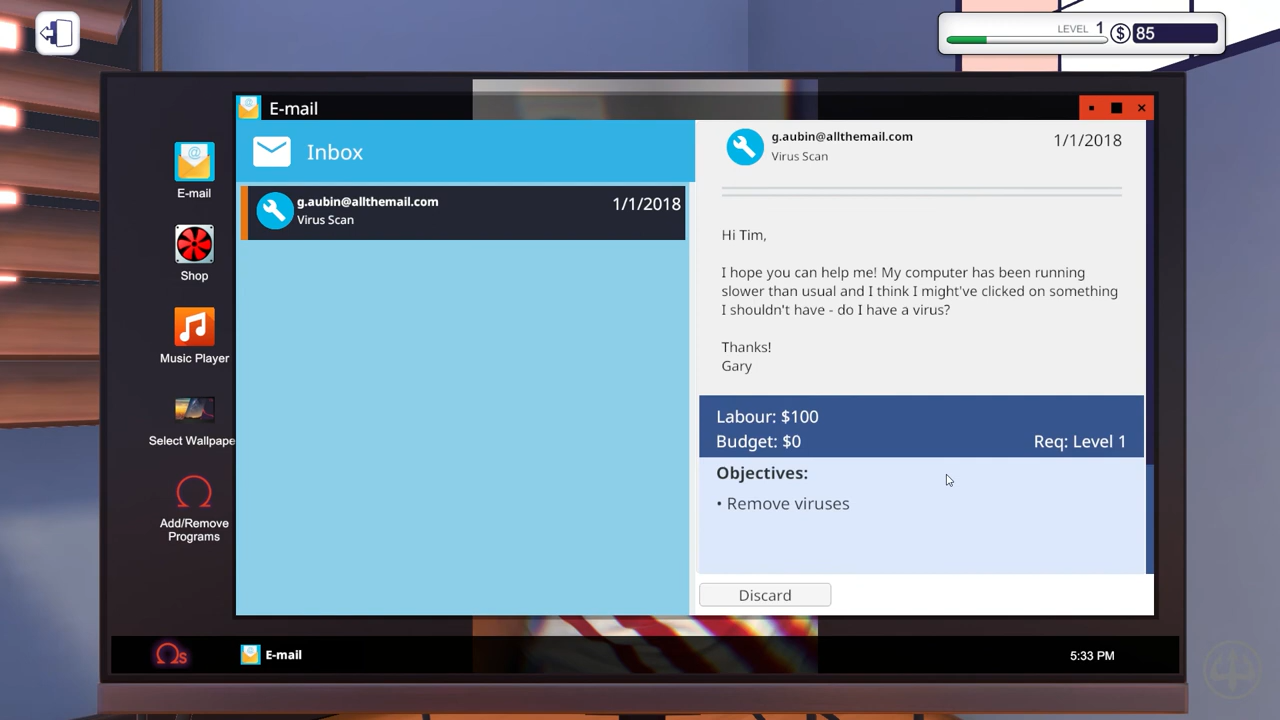 LEVEL 1
$ 85
E-mail
Inbox
g.aubin@allthemail.com
1/1/2018
Virus Scan
g.aubin@allthemail.com
1/1/2018
Virus Scan
Hi Tim,
I hope you can help me! My computer has been running
slower than usual and I think I might've clicked on something
I shouldn't have - do I have a virus?
Thanks!
Gary
Labour: $100
Budget: $0
Req: Level 1
Objectives:
• Remove viruses
Discard
E-mail
Shop
Music Player
Select Wallpape
Add/Remove
Programs
Ωs
E-mail
5:33 PM